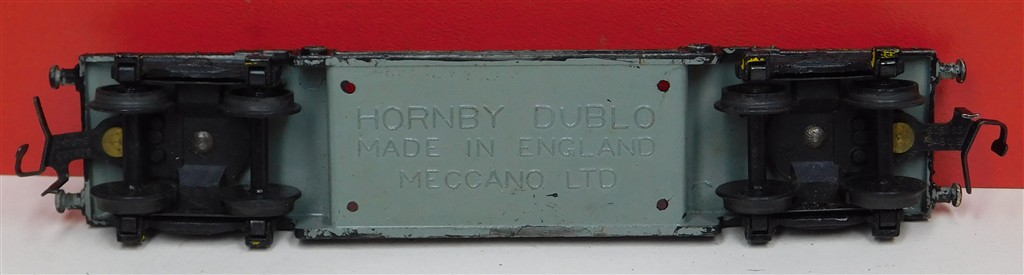 HORNBY DUBLO
MADE IN ENGLAND
MECCANO LTD